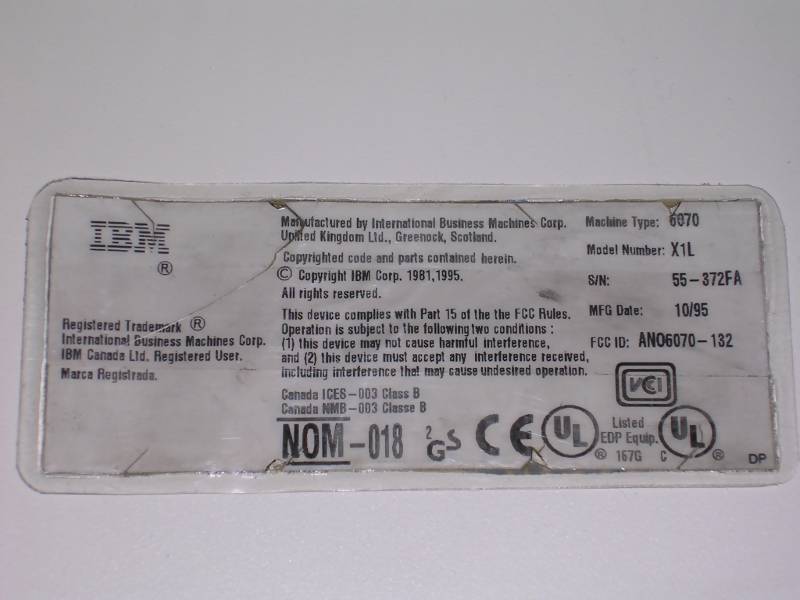 IBM
®
Registered Trademark ®
International Business Machines Corp.
IBM Canada Ltd. Registered User.
Marca Registrada.
Manufactured by International Business Machines Corp.
United Kingdom Ltd., Greenock, Scotland.
Copyrighted code and parts contained herein.
© Copyright IBM Corp. 1981,1995.
All rights reserved.
This device complies with Part 15 of the the FCC Rules.
Operation is subject to the following two conditions :
(1) this device may not cause harmful interference,
and (2) this device must accept any interference received,
including interference that may cause undesired operation.
Canada ICES-003 Class B
Canada NMB-003 Classe B
NOM-018
2GS
CE
UL ®
Listed
EDP Equip.
167G
C UL ®
Machine Type: 6070
Model Number: X1L
S/N: 55-372FA
MFG Date: 10/95
FCC ID: ANO6070-132
VCI
DP